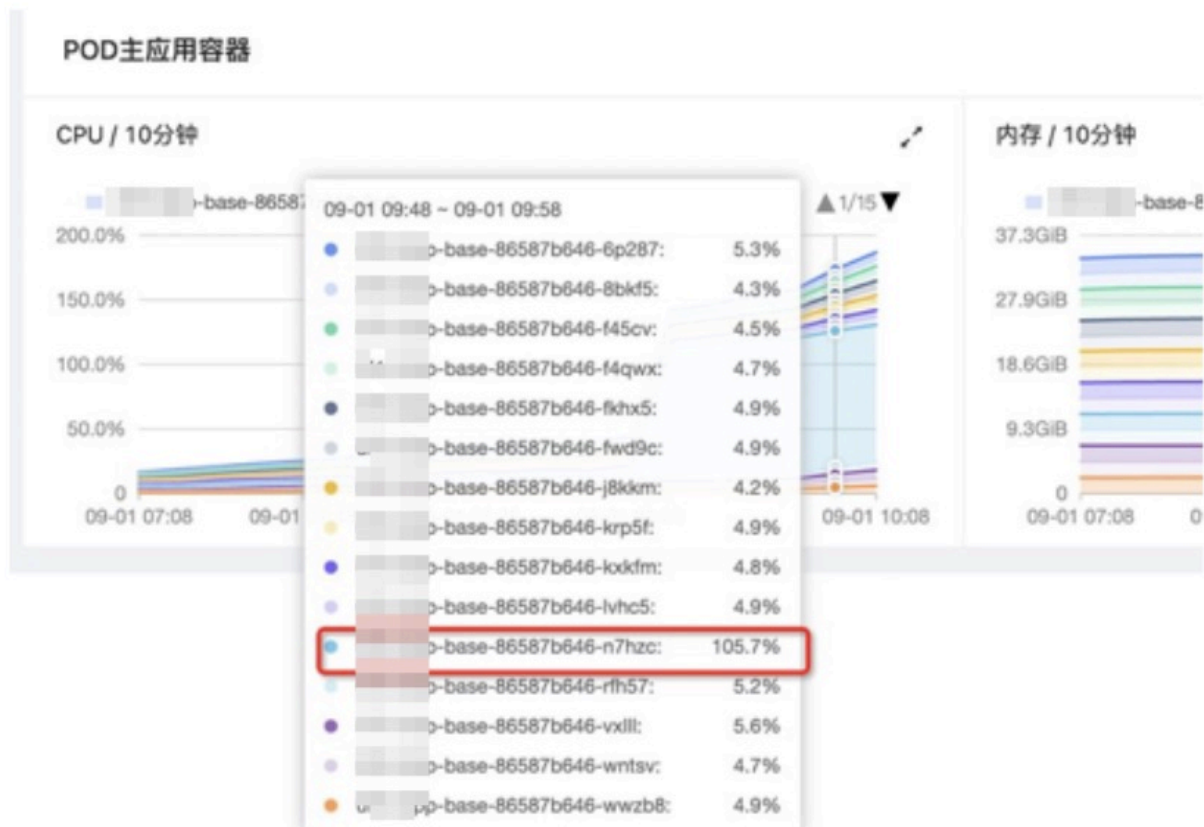 POD主应用容器
CPU / 10分钟
内存 / 10分钟
-base-8658
1/15
-base-8
200.0%
150.0%
100.0%
50.0%
0
09-01 07:08
09-01
09-01 10:08
09-01 09:48 ~ 09-01 09:58
p-base-86587b646-6p287: 5.3%
p-base-86587b646-8bkf5: 4.3%
p-base-86587b646-f45cv: 4.5%
p-base-86587b646-f4qwx: 4.7%
p-base-86587b646-fkhx5: 4.9%
p-base-86587b646-fwd9c: 4.9%
p-base-86587b646-j8kkm: 4.2%
p-base-86587b646-krp5f: 4.9%
p-base-86587b646-kxkfm: 4.8%
p-base-86587b646-lvhc5: 4.9%
p-base-86587b646-n7hzc: 105.7%
p-base-86587b646-rfh57: 5.2%
p-base-86587b646-vxlll: 5.6%
p-base-86587b646-wntsv: 4.7%
pp-base-86587b646-wwzb8: 4.9%
37.3GiB
27.9GiB
18.6GiB
9.3GiB
0
09-01 07:08
0